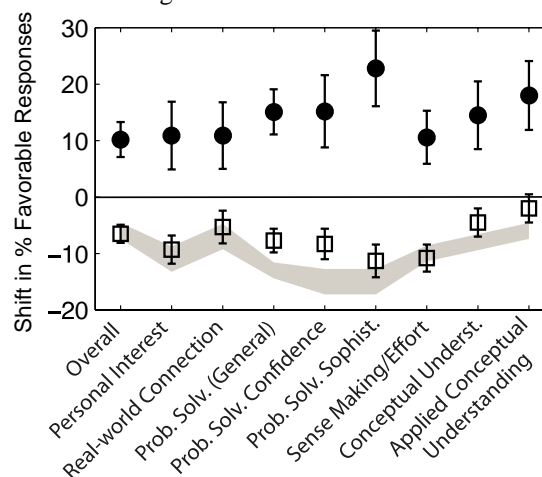 Shift in % Favorable Responses
30
20
10
0
−10
−20
Overall
Personal Interest
Real-world Connection
Prob. Solv. (General)
Prob. Solv. Confidence
Prob. Solv. Sophist.
Sense Making/Effort
Conceptual Underst.
Applied Conceptual
Understanding